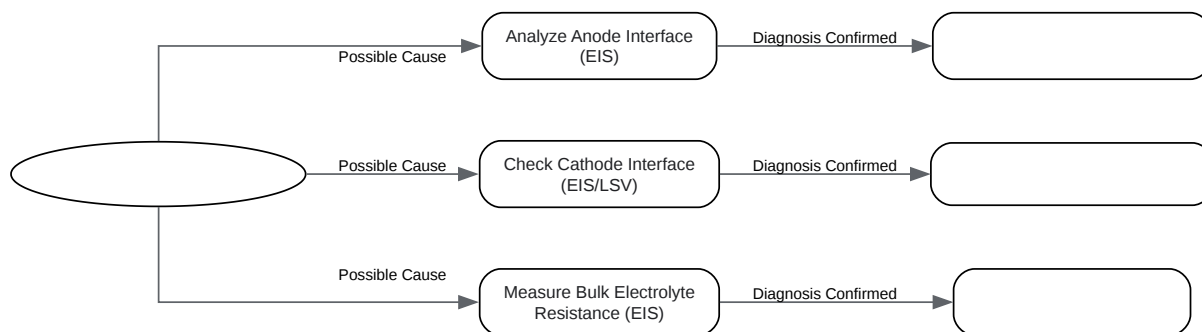 Analyze Anode Interface
(EIS)
Possible Cause
Diagnosis Confirmed
Check Cathode Interface
(EIS/LSV)
Possible Cause
Diagnosis Confirmed
Possible Cause
Measure Bulk Electrolyte
Resistance (EIS)
Diagnosis Confirmed